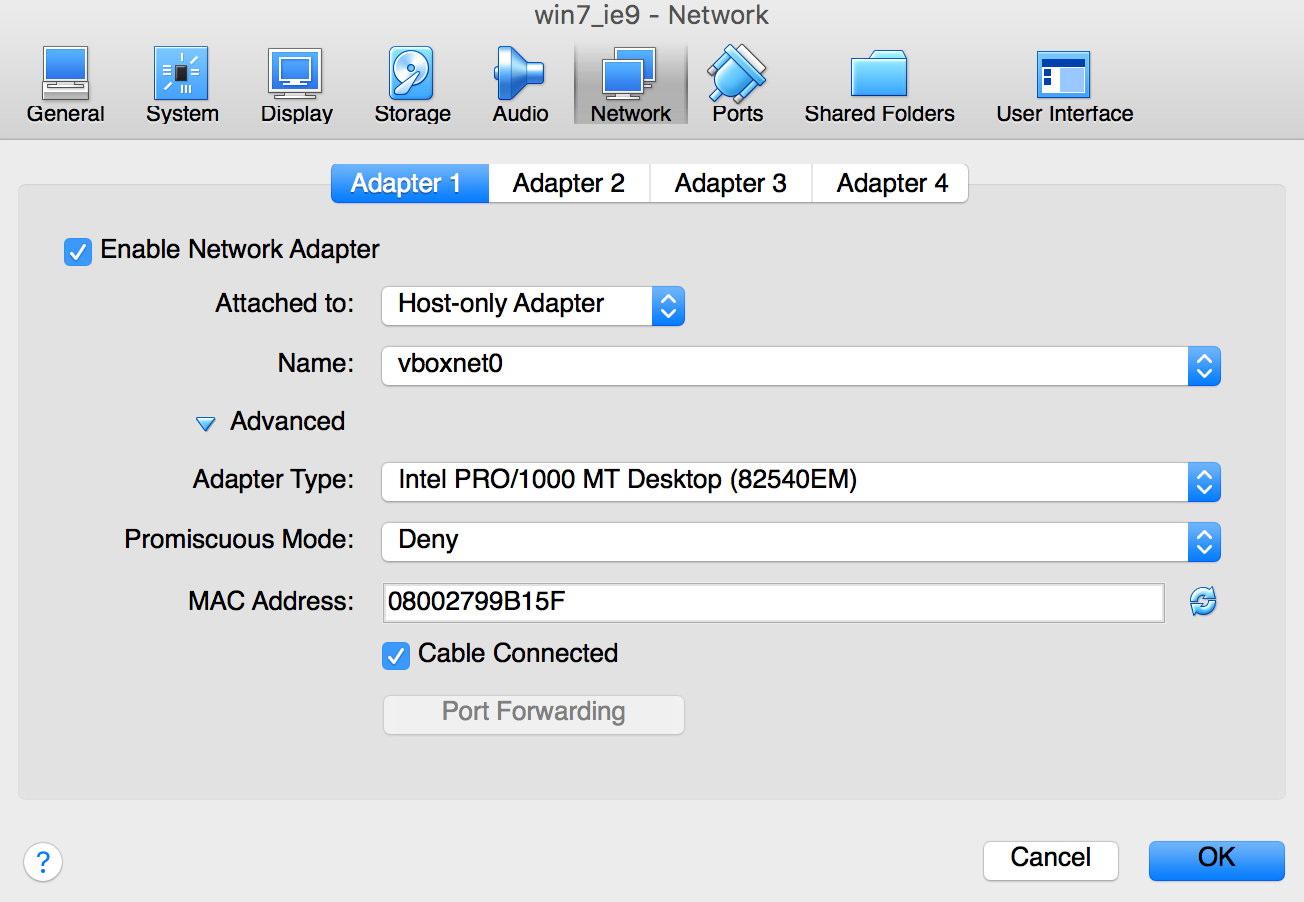 win7_ie9 - Network
General System Display Storage Audio Network Ports Shared Folders User Interface
Adapter 1 Adapter 2 Adapter 3 Adapter 4
Enable Network Adapter
Attached to: Host-only Adapter
Name: vboxnet0
Advanced
Adapter Type: Intel PRO/1000 MT Desktop (82540EM)
Promiscuous Mode: Deny
MAC Address: 08002799B15F
Cable Connected
Port Forwarding
? Cancel OK